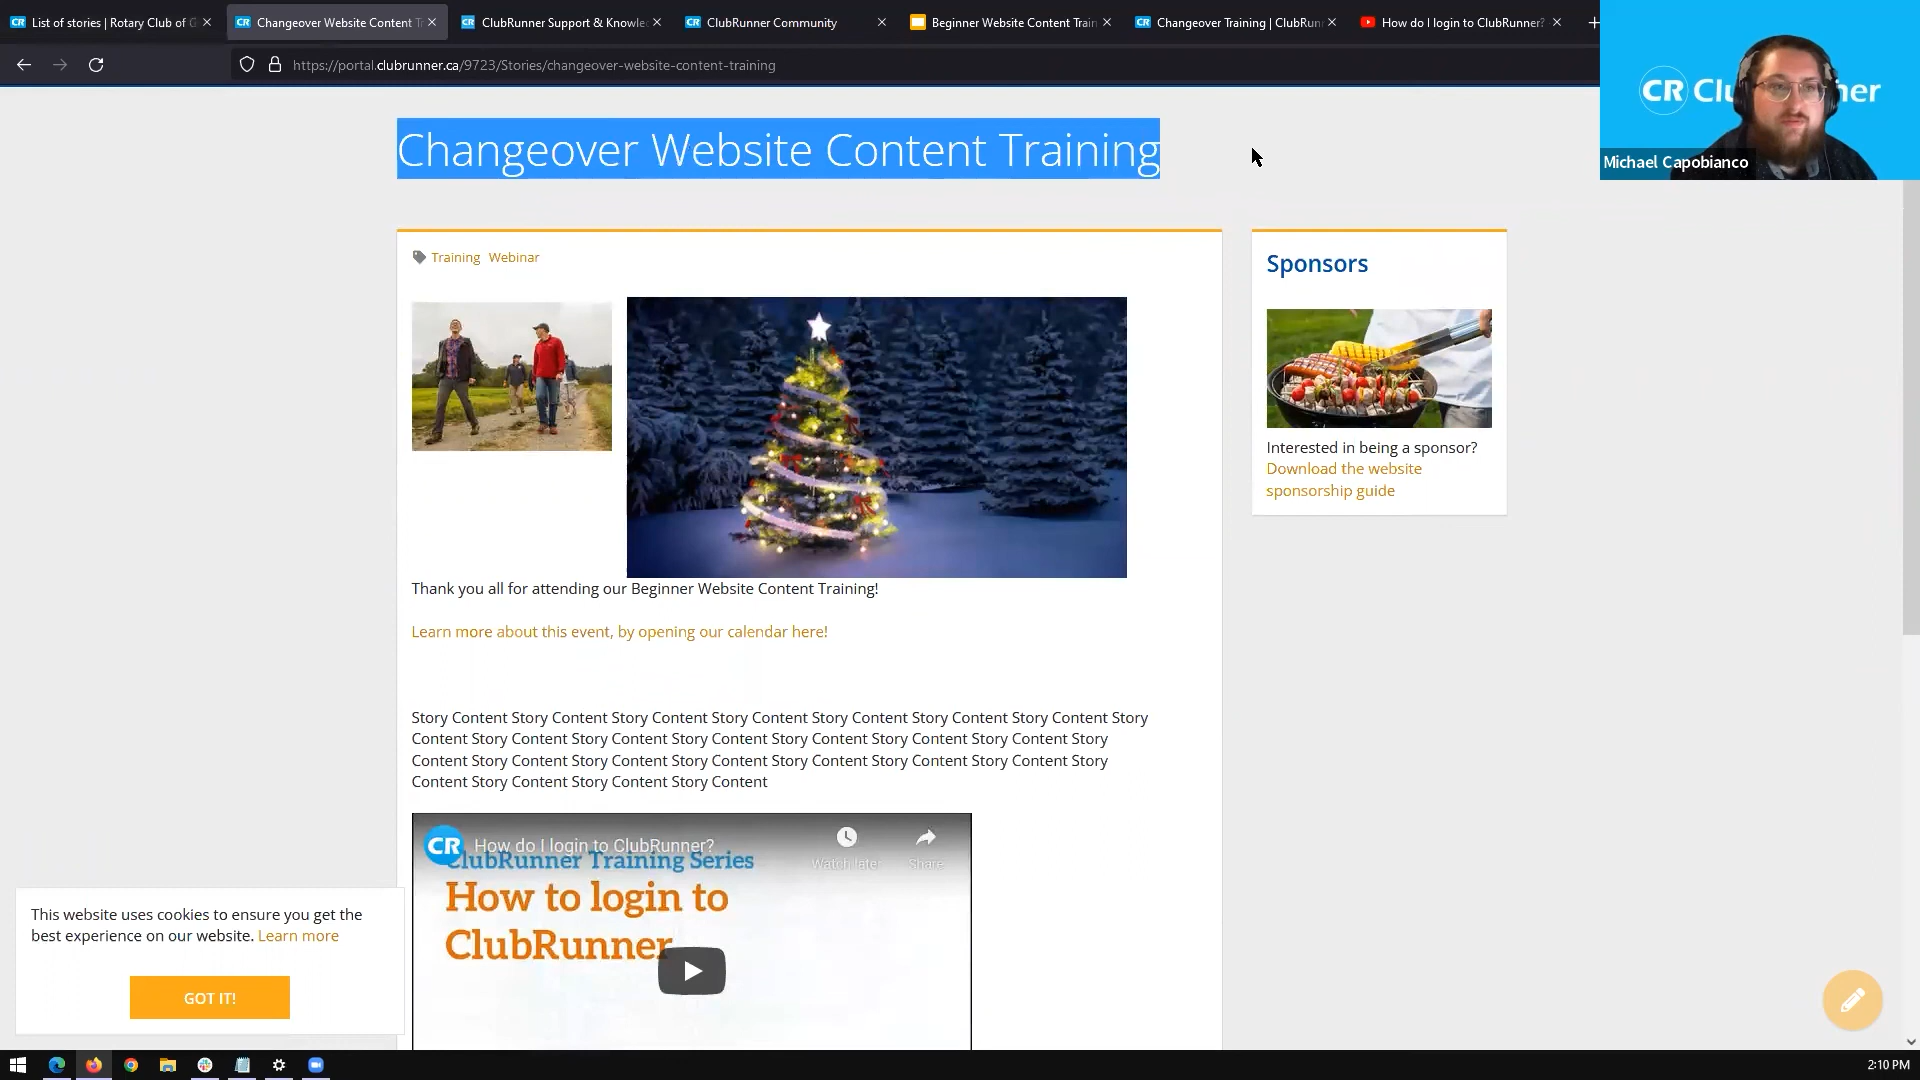 List of stories | Rotary Club of G
Changeover Website Content T
ClubRunner Support & Knowle
ClubRunner Community
Beginner Website Content Train
Changeover Training | ClubRun
How do I login to ClubRunner?
https://portal.clubrunner.ca/9723/Stories/changeover-website-content-training
CR
Michael Capobianco
Changeover Website Content Training
Training Webinar
Sponsors
Interested in being a sponsor?
Download the website
sponsorship guide
Thank you all for attending our Beginner Website Content Training!
Learn more about this event, by opening our calendar here!
Story Content Story Content Story Content Story Content Story Content Story Content Story Content Story
Content Story Content Story Content Story Content Story Content Story Content Story Content Story
Content Story Content Story Content Story Content Story Content Story Content Story Content Story
Content Story Content Story Content Story Content
CR How do I login to ClubRunner?
Watch later
Share
ClubRunner Training Series
How to login to
ClubRunner
This website uses cookies to ensure you get the
best experience on our website. Learn more
GOT IT!
2:10 PM